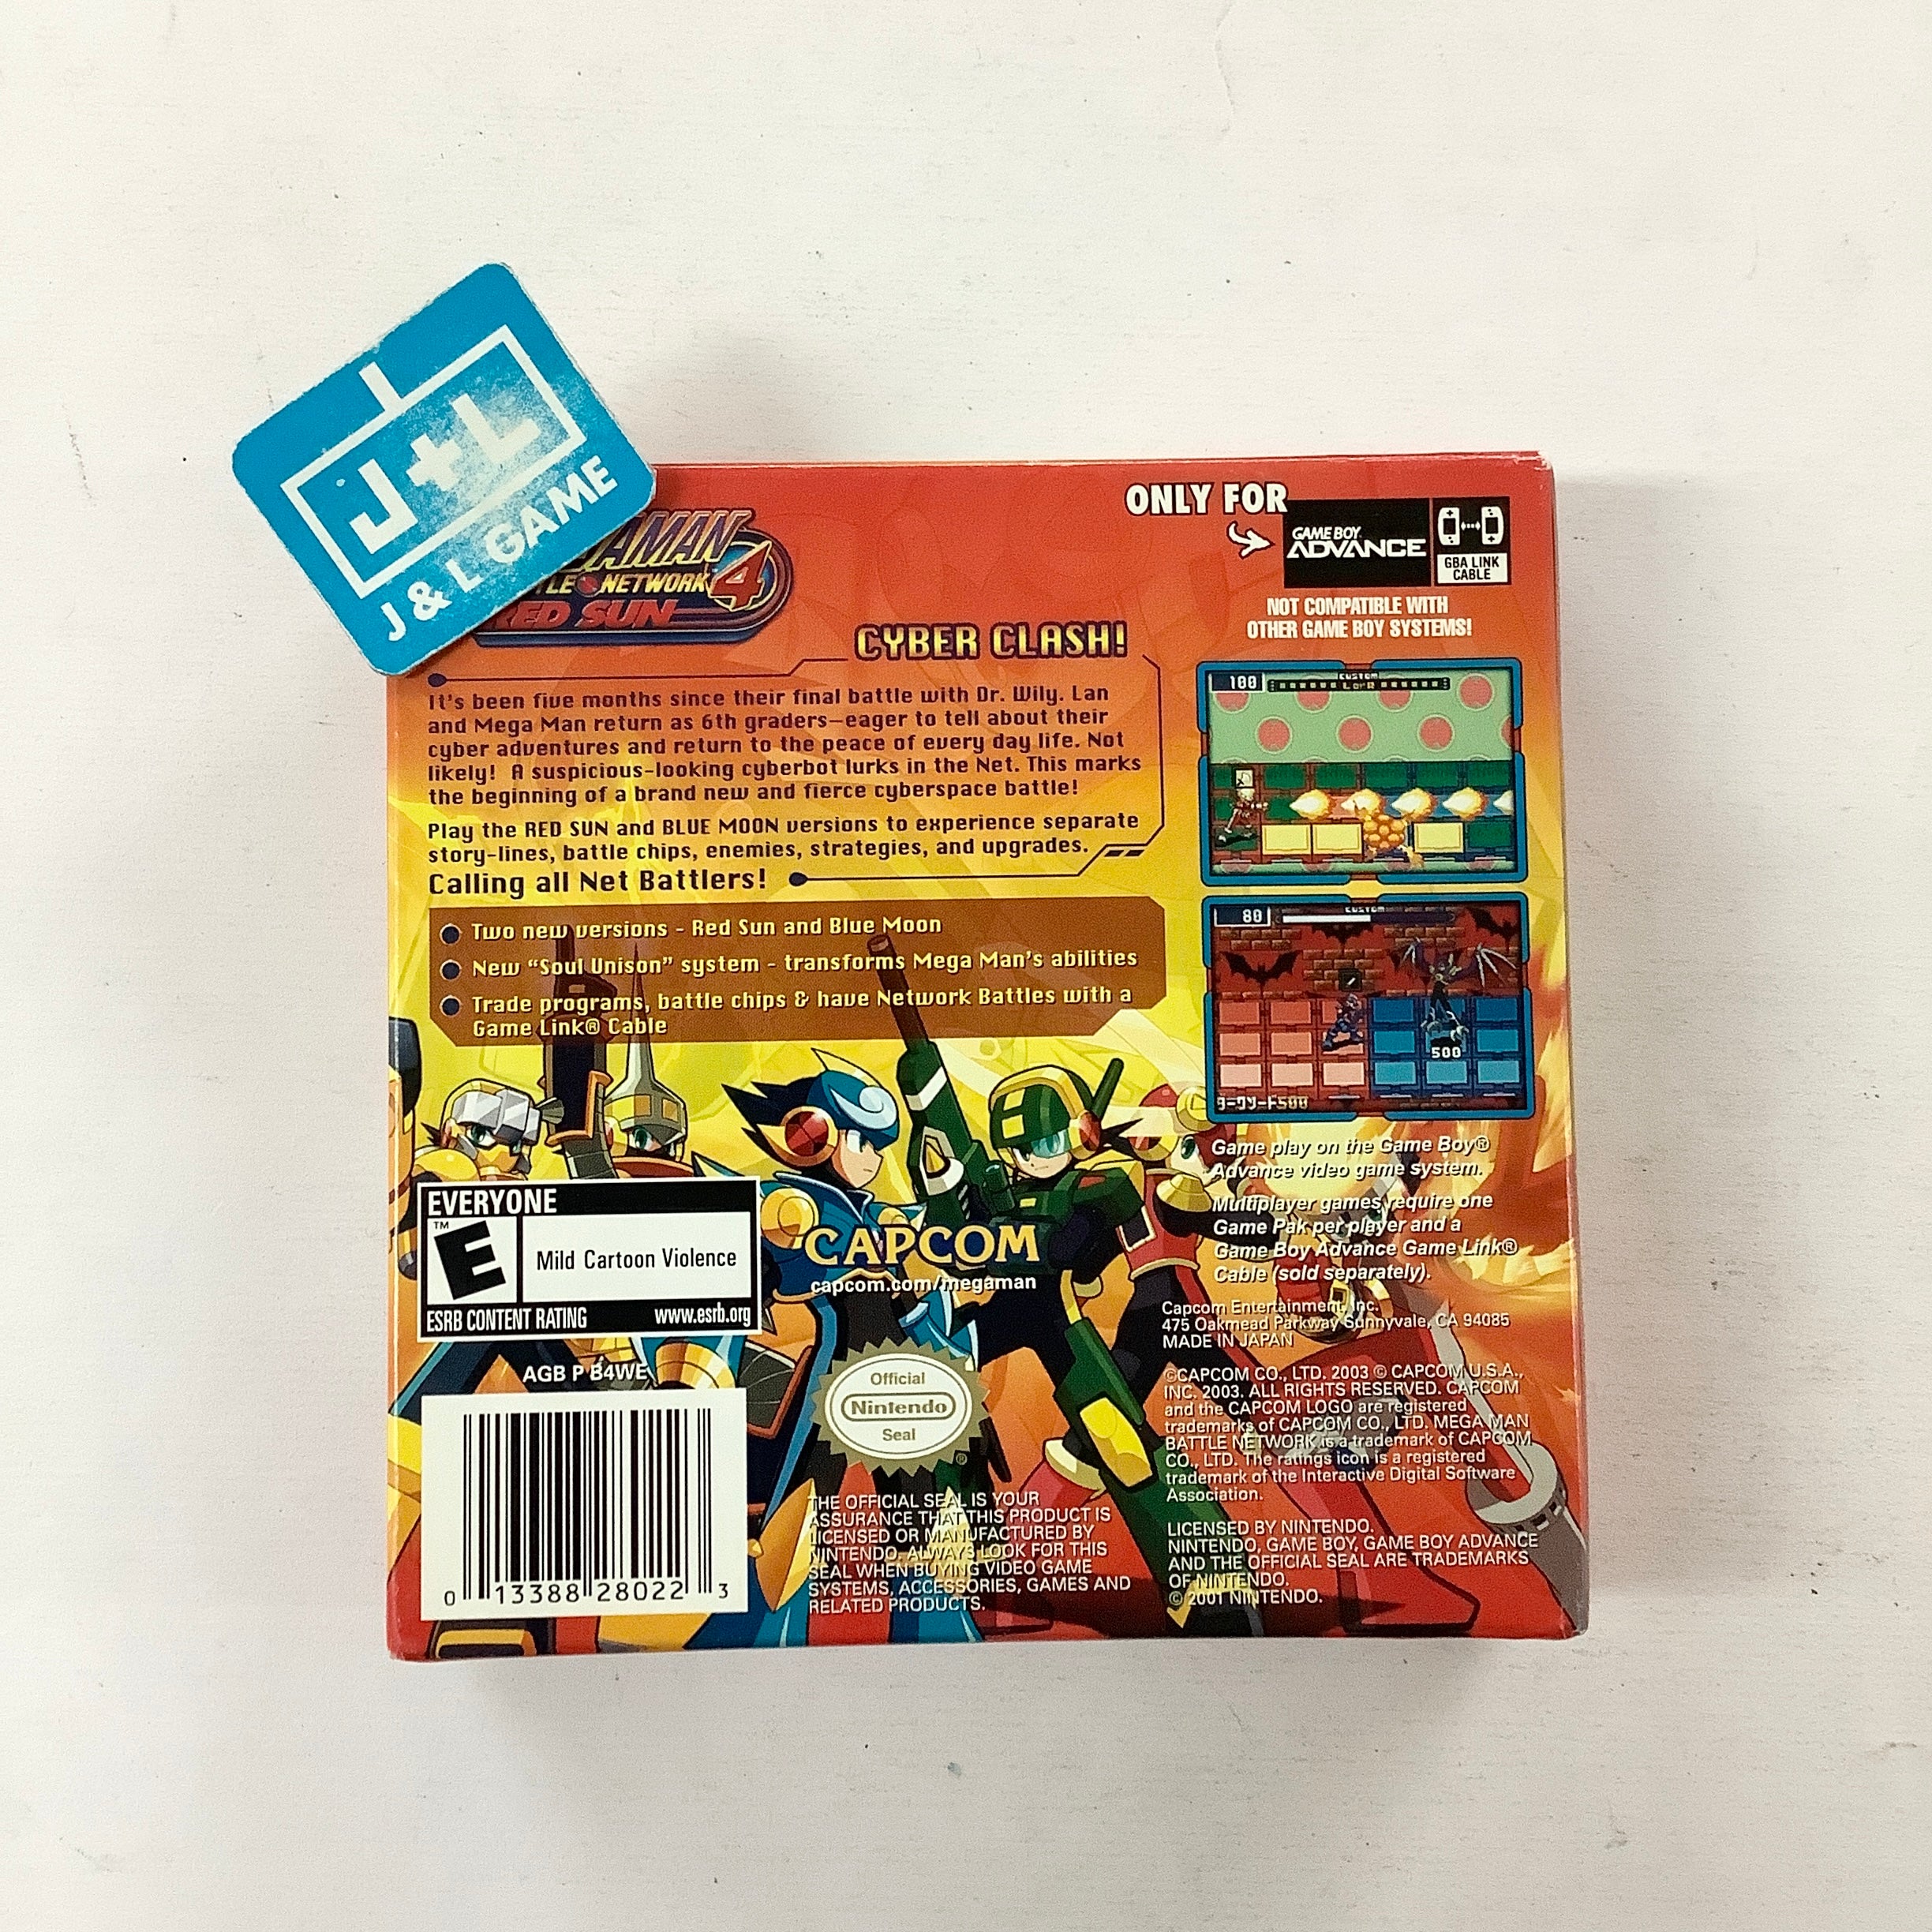 J+L
J & L GAME
AMAN
TLE NETWORK 4
RED SUN
ONLY FOR
GAME BOY
ADVANCE
GBA LINK
CABLE
NOT COMPATIBLE WITH
OTHER GAME BOY SYSTEMS!
CYBER CLASH!
It's been five months since their final battle with Dr. Wily. Lan
and Mega Man return as 6th graders—eager to tell about their
cyber adventures and return to the peace of every day life. Not
likely! A suspicious-looking cyberbot lurks in the Net. This marks
the beginning of a brand new and fierce cyberspace battle!
Play the RED SUN and BLUE MOON versions to experience separate
story-lines, battle chips, enemies, strategies, and upgrades.
Calling all Net Battlers!
Two new versions - Red Sun and Blue Moon
New “Soul Unison” system - transforms Mega Man's abilities
Trade programs, battle chips & have Network Battles with a
Game Link® Cable
100
CUSTOM
L or R
80
CUSTOM
500
ダークソード500
Game play on the Game Boy®
Advance video game system.
Multiplayer games require one
Game Pak per player and a
Game Boy Advance Game Link®
Cable (sold separately).
EVERYONE
E™
Mild Cartoon Violence
ESRB CONTENT RATING www.esrb.org
CAPCOM
capcom.com/megaman
Capcom Entertainment, Inc.
475 Oakmead Parkway Sunnyvale, CA 94085
MADE IN JAPAN
AGB P B4WE
0 13388 28022 3
Official
Nintendo
Seal
®
THE OFFICIAL SEAL IS YOUR
ASSURANCE THAT THIS PRODUCT IS
LICENSED OR MANUFACTURED BY
NINTENDO. ALWAYS LOOK FOR THIS
SEAL WHEN BUYING VIDEO GAME
SYSTEMS, ACCESSORIES, GAMES AND
RELATED PRODUCTS.
©CAPCOM CO., LTD. 2003 © CAPCOM U.S.A.,
INC. 2003. ALL RIGHTS RESERVED. CAPCOM
and the CAPCOM LOGO are registered
trademarks of CAPCOM CO., LTD. MEGA MAN
BATTLE NETWORK is a trademark of CAPCOM
CO., LTD. The ratings icon is a registered
trademark of the Interactive Digital Software
Association.
LICENSED BY NINTENDO.
NINTENDO, GAME BOY, GAME BOY ADVANCE
AND THE OFFICIAL SEAL ARE TRADEMARKS
OF NINTENDO.
© 2001 NINTENDO.